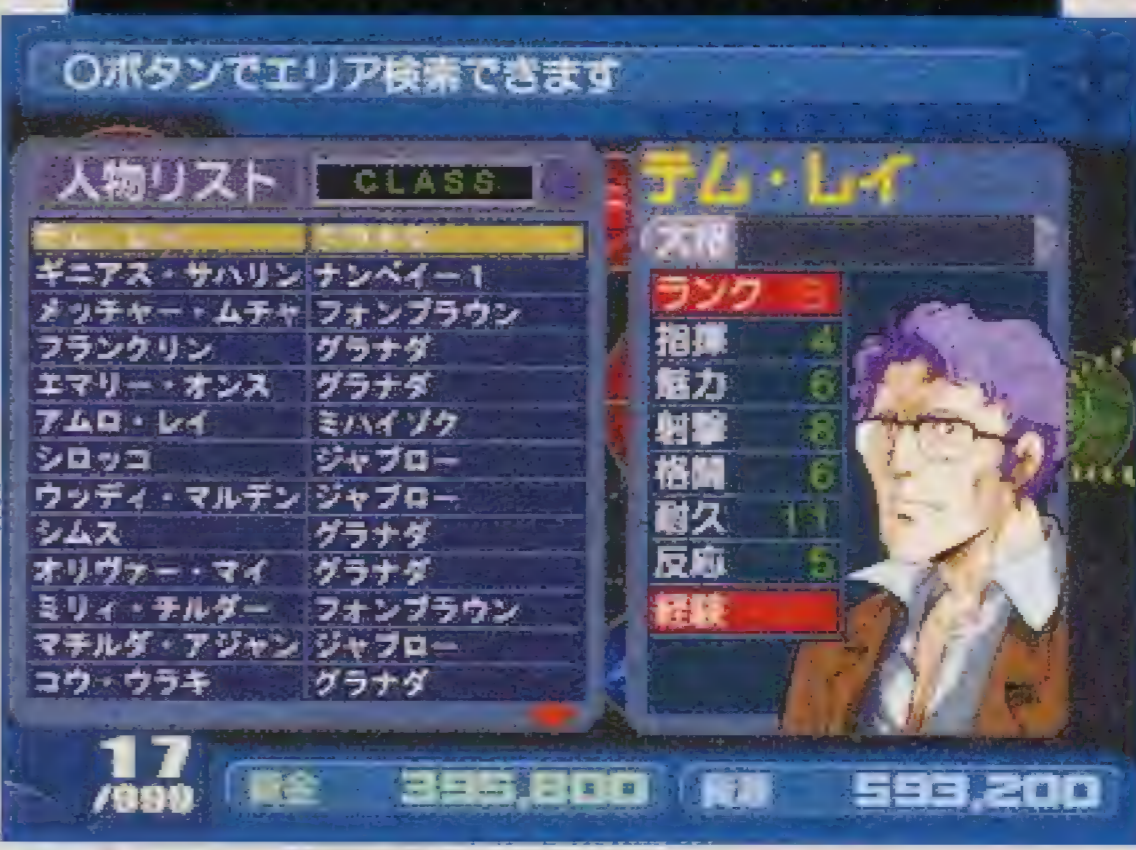 〇ボタンでエリア検索できます
人物リスト CLASS
ギニアス・サハリン ナンベイー1
メッチャー・ムチャ フォンブラウン
フランクリン グラナダ
エマリー・オンス グラナダ
アムロ・レイ ミハイゾク
シロッコ ジャブロー
ウッディ・マルデン ジャブロー
シムス グラナダ
オリヴァー・マイ グラナダ
ミリィ・チルダー フォンブラウン
マチルダ・アジャン ジャブロー
コウ・ウラキ グラナダ
テム・レイ
大尉
ランク
指揮 4
魅力 6
射撃 8
格闘 6
耐久 11
反応 5
経験
17
/999
資金 395,800
資源 593,200